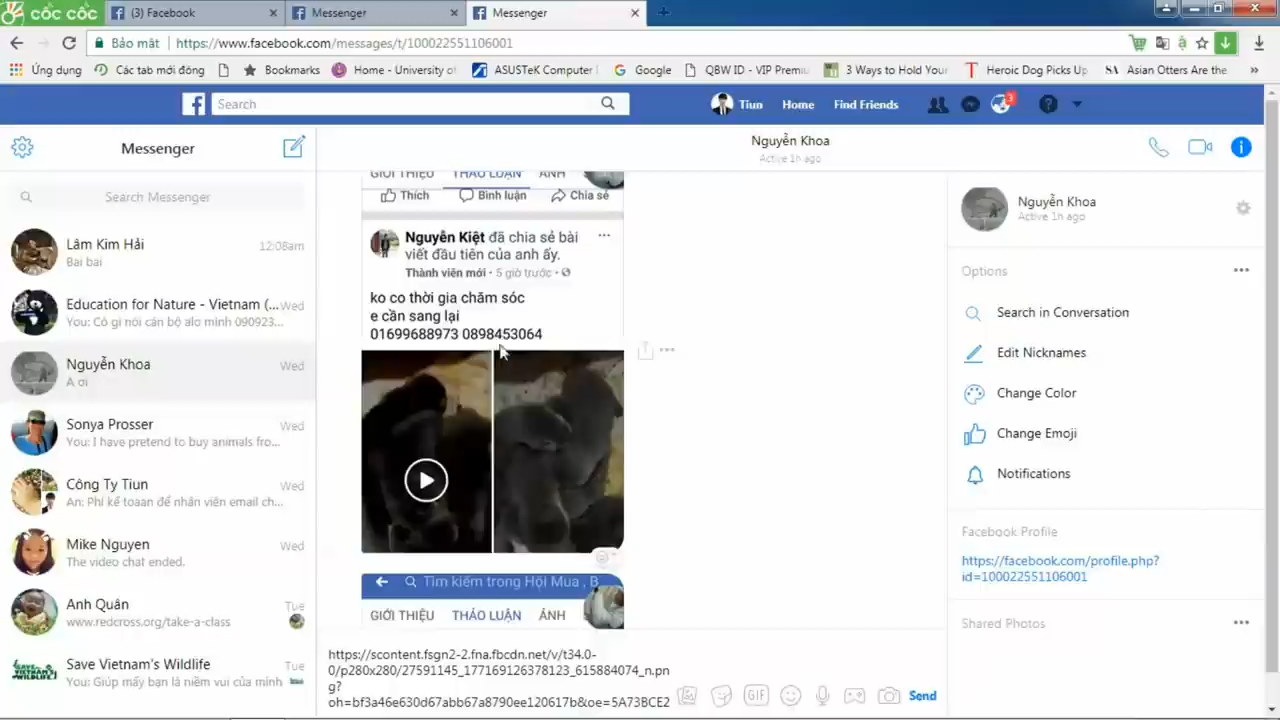 cốc cốc
(3) Facebook
Messenger
Messenger
Bảo mật
https://www.facebook.com/messages/t/100022551106001
Ứng dụng
Các tab mới đóng
Bookmarks
Home - University of
ASUSTeK Computer I
Google
QBW ID - VIP Premiu
3 Ways to Hold Your
Heroic Dog Picks Up
Asian Otters Are the
Search
Tiun
Home
Find Friends
3
Messenger
Nguyễn Khoa
Active 1h ago
Search Messenger
Lâm Kim Hải
12:08am
Bai bai
Education for Nature - Vietnam (...
Wed
You: Có gì nói cán bộ alo mình 090923...
Nguyễn Khoa
Wed
A ơi
Sonya Prosser
Wed
You: I have pretend to buy animals fro...
Công Ty Tiun
Wed
An: Phí kế toaan để nhân viên email ch...
Mike Nguyen
Wed
The video chat ended.
Anh Quân
Tue
www.redcross.org/take-a-class
Save Vietnam's Wildlife
Tue
You: Giúp mấy bạn là niềm vui của mình
GIỚI THIỆU
THẢO LUẬN
ẢNH
Thích
Bình luận
Chia sẻ
Nguyễn Kiệt đã chia sẻ bài
viết đầu tiên của anh ấy.
Thành viên mới • 5 giờ trước •
ko co thời gia chăm sóc
e cần sang lại
01699688973 0898453064
Tìm kiếm trong Hội Mua , B
GIỚI THIỆU
THẢO LUẬN
ẢNH
https://scontent.fsgn2-2.fna.fbcdn.net/v/t34.0-
0/p280x280/27591145_177169126378123_615884074_n.pn
g?
oh=bf3a46e630d67abb67a8790ee120617b&oe=5A73BCE2
GIF
Send
Nguyễn Khoa
Active 1h ago
Options
Search in Conversation
Edit Nicknames
Change Color
Change Emoji
Notifications
Facebook Profile
https://facebook.com/profile.php?
id=100022551106001
Shared Photos